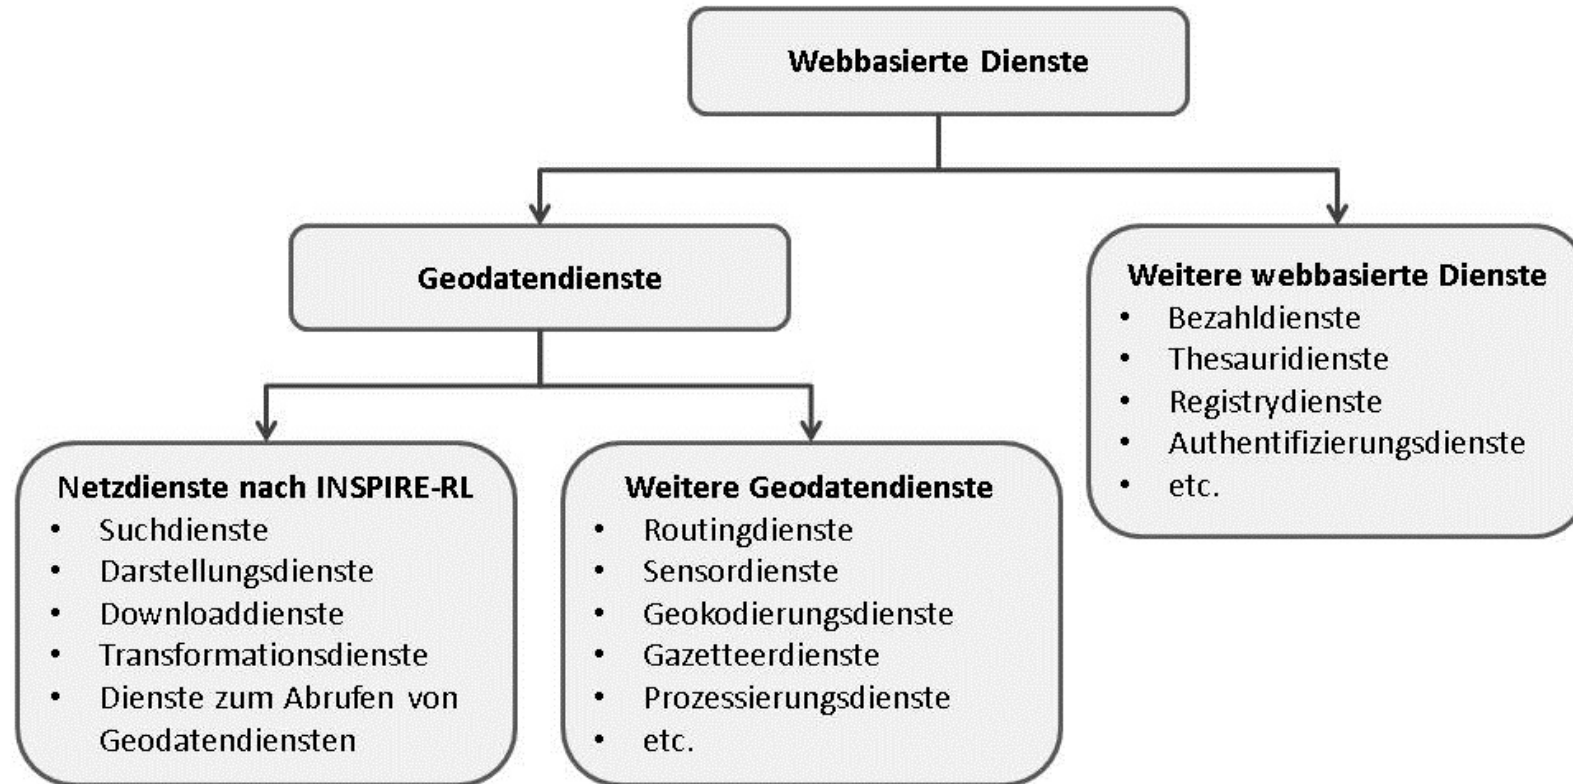 Webbasierte Dienste
Geodatendienste
Weitere webbasierte Dienste
• Bezahldienste
• Thesauridienste
• Registrydienste
• Authentifizierungsdienste
• etc.
Netzdienste nach INSPIRE-RL
• Suchdienste
• Darstellungsdienste
• Downloaddienste
• Transformationsdienste
• Dienste zum Abrufen von
Geodatendiensten
Weitere Geodatendienste
• Routingdienste
• Sensordienste
• Geokodierungsdienste
• Gazetteerdienste
• Prozessierungsdienste
• etc.